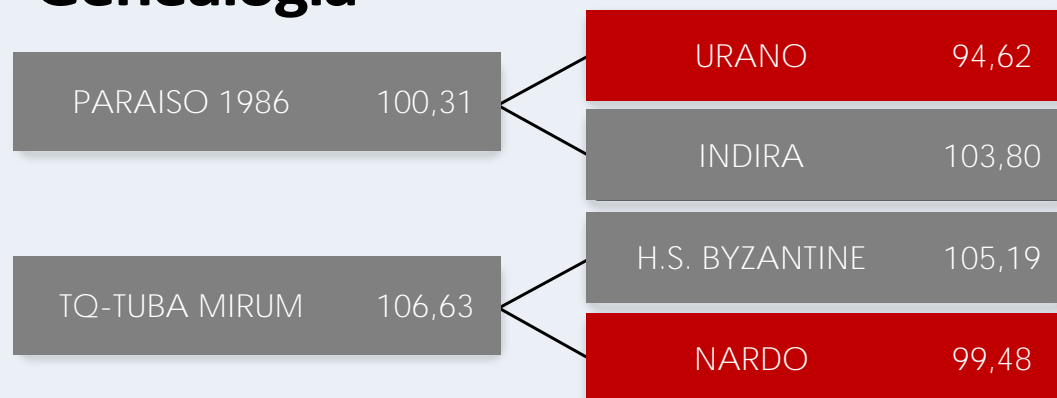 Genealogía
URANO 94,62
PARAISO 1986 100,31
INDIRA 103,80
H.S. BYZANTINE 105,19
TQ-TUBA MIRUM 106,63
NARDO 99,48